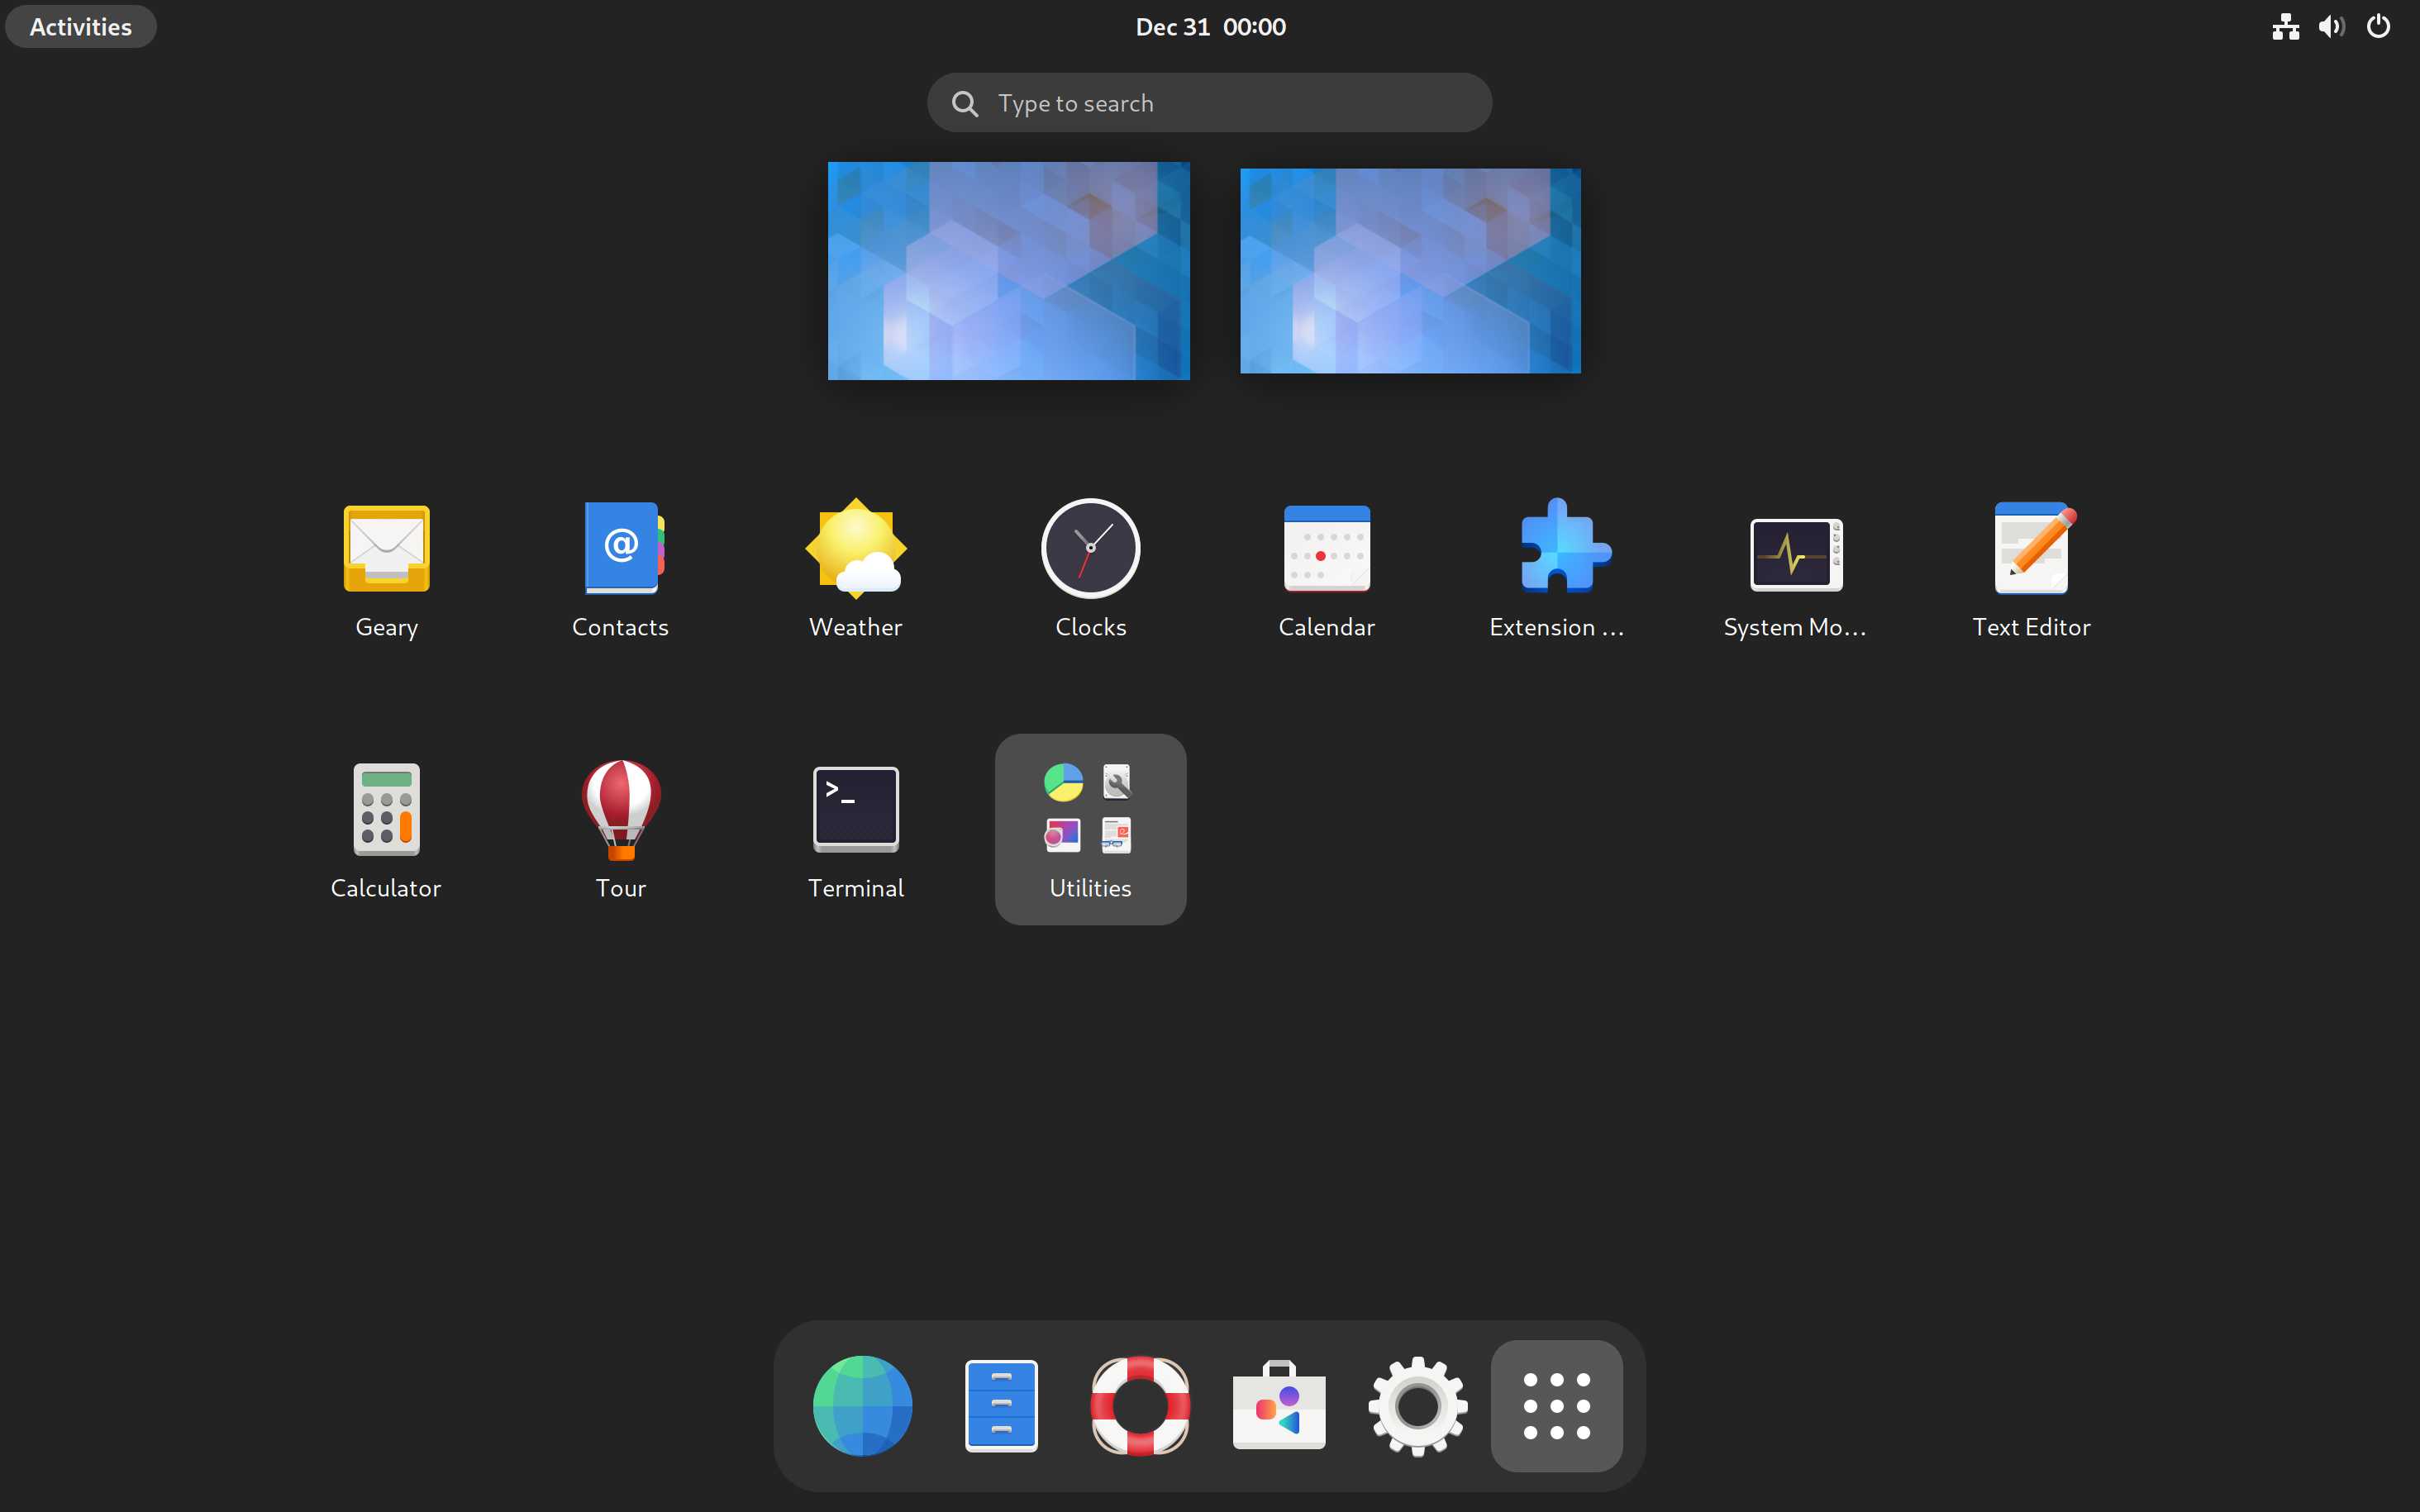 Activities
Dec 31 00:00
Type to search
@
Geary
Contacts
Weather
Clocks
Calendar
Extension ...
System Mo...
Text Editor
>_
Calculator
Tour
Terminal
Utilities